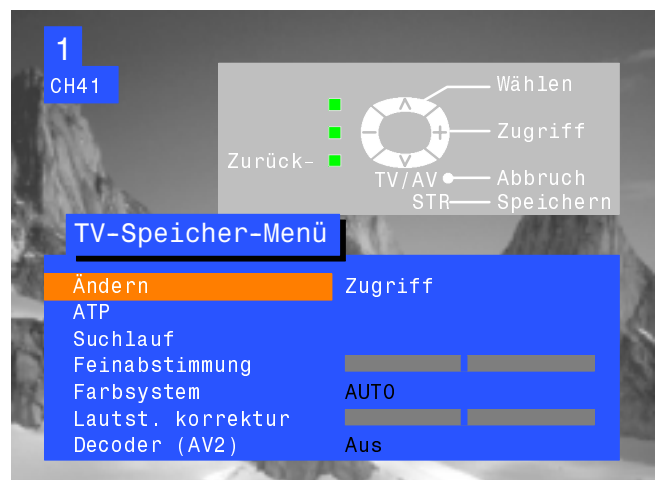 1
CH41
Wählen
Zugriff
Zurück-
TV/AV Abbruch
STR Speichern
TV-Speicher-Menü
Ändern Zugriff
ATP
Suchlauf
Feinabstimmung
Farbsystem AUTO
Lautst. korrektur
Decoder (AV2) Aus